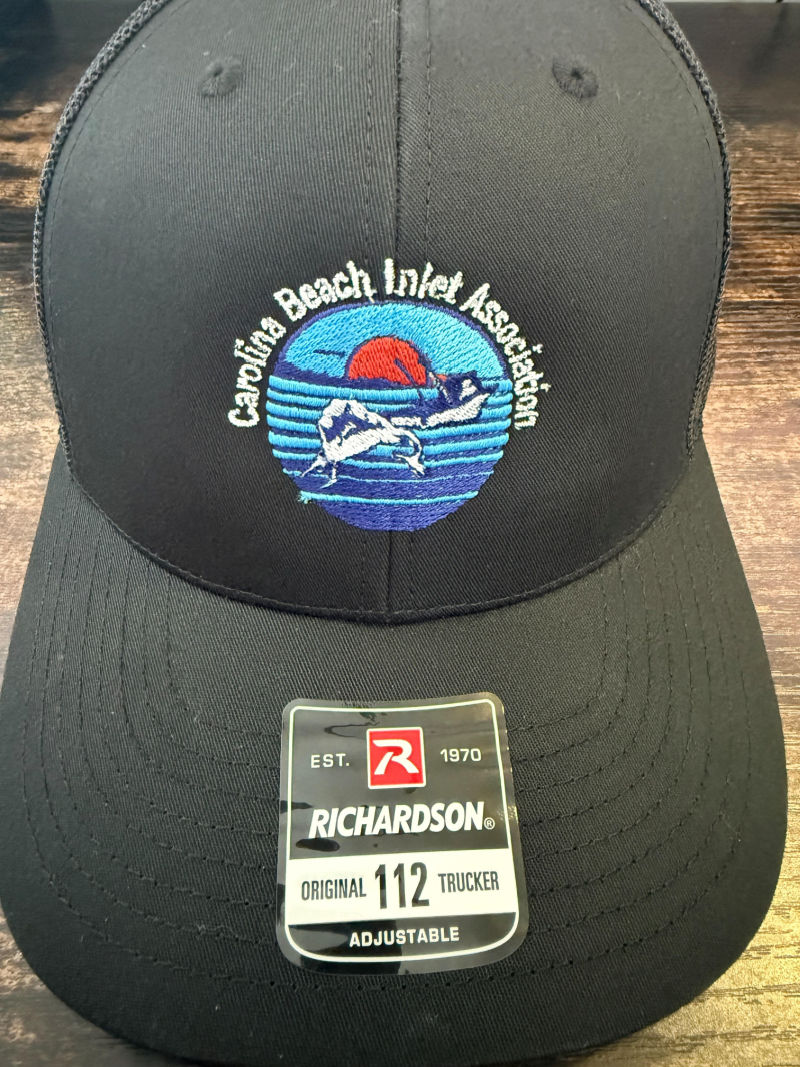 Carolina Beach Inlet Association
EST. R 1970
RICHARDSON®
ORIGINAL 112 TRUCKER
ADJUSTABLE